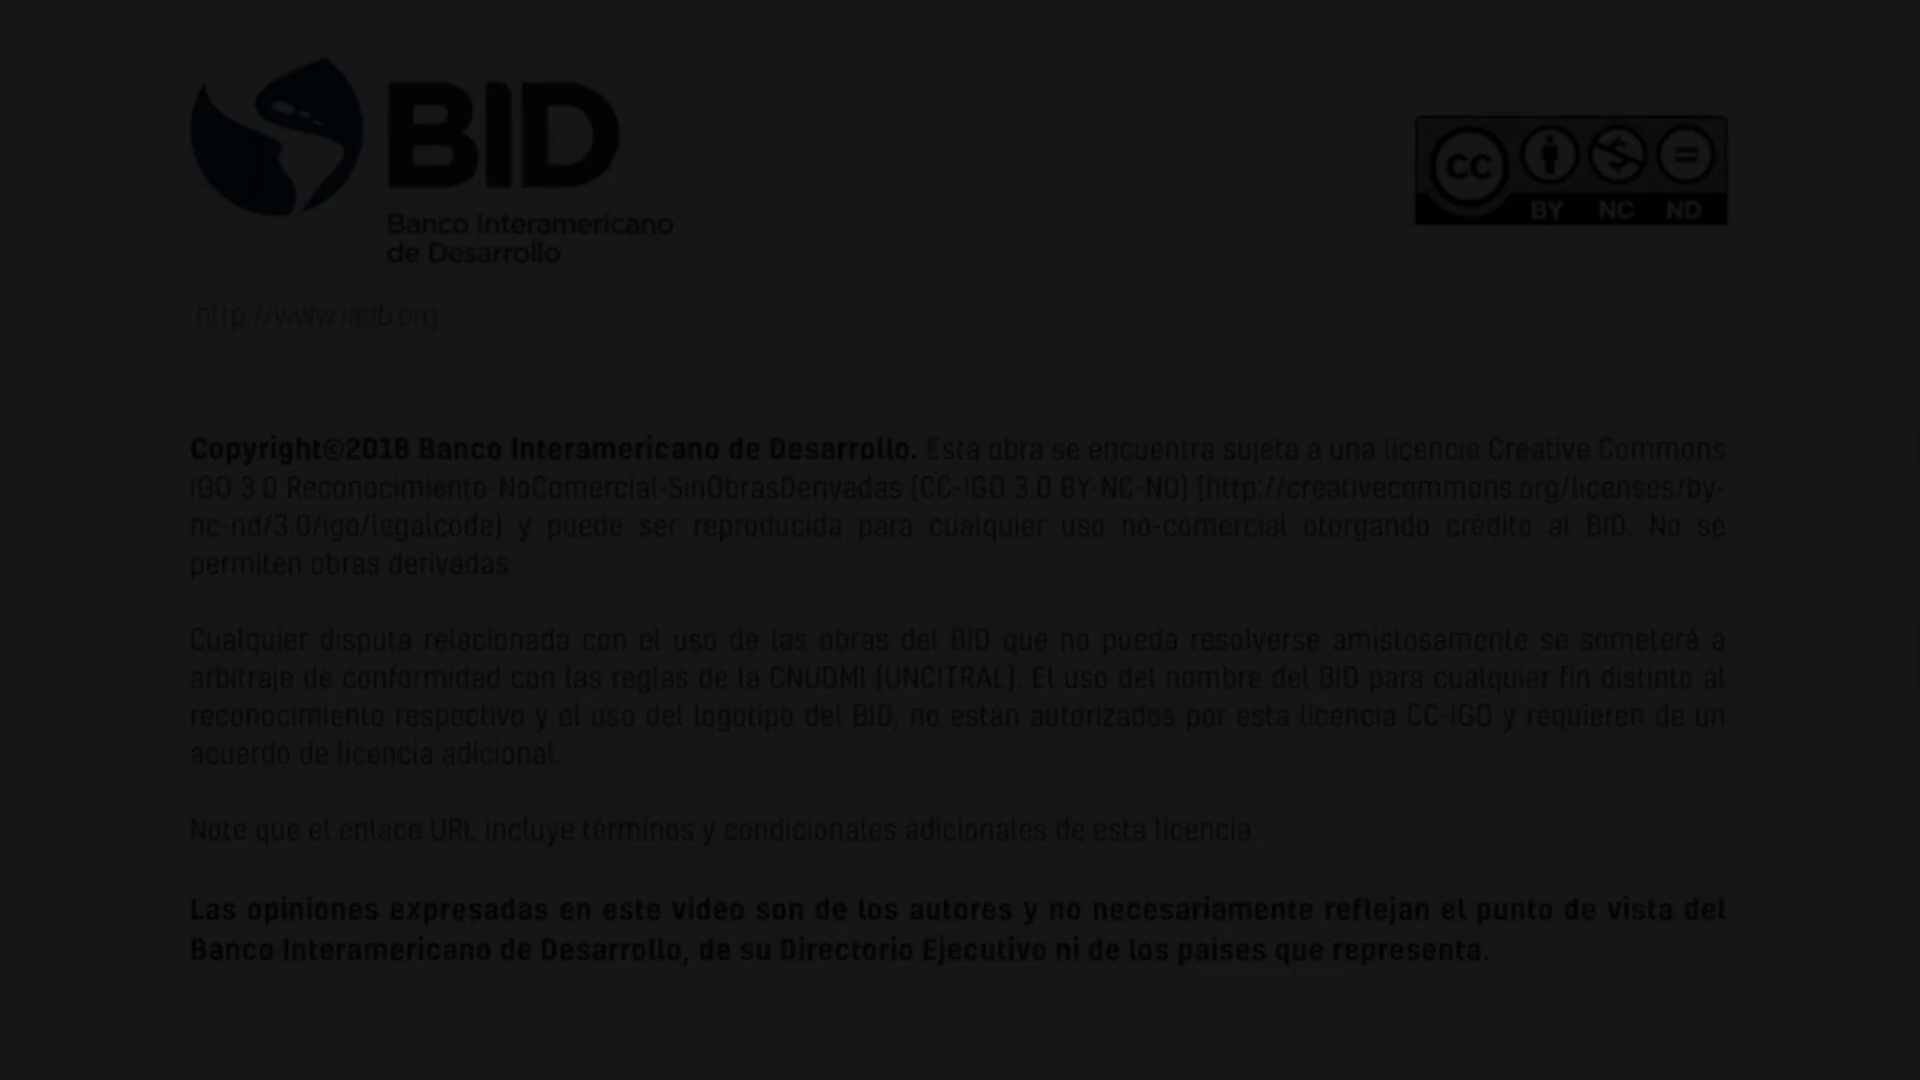 BID
Banco Interamericano
de Desarrollo
CC
BY NC ND
http://www.iadb.org
Copyright©2018 Banco Interamericano de Desarrollo. Esta obra se encuentra sujeta a una licencia Creative Commons
IGO 3.0 Reconocimiento-NoComercial-SinObrasDerivadas (CC-IGO 3.0 BY-NC-ND) (http://creativecommons.org/licenses/by-
nc-nd/3.0/igo/legalcode) y puede ser reproducida para cualquier uso no-comercial otorgando crédito al BID. No se
permiten obras derivadas.
Cualquier disputa relacionada con el uso de las obras del BID que no pueda resolverse amistosamente se someterá a
arbitraje de conformidad con las reglas de la CNUDMI (UNCITRAL). El uso del nombre del BID para cualquier fin distinto al
reconocimiento respectivo y el uso del logotipo del BID, no están autorizados por esta licencia CC-IGO y requieren de un
acuerdo de licencia adicional.
Note que el enlace URL incluye términos y condicionales adicionales de esta licencia.
Las opiniones expresadas en este video son de los autores y no necesariamente reflejan el punto de vista del
Banco Interamericano de Desarrollo, de su Directorio Ejecutivo ni de los países que representa.